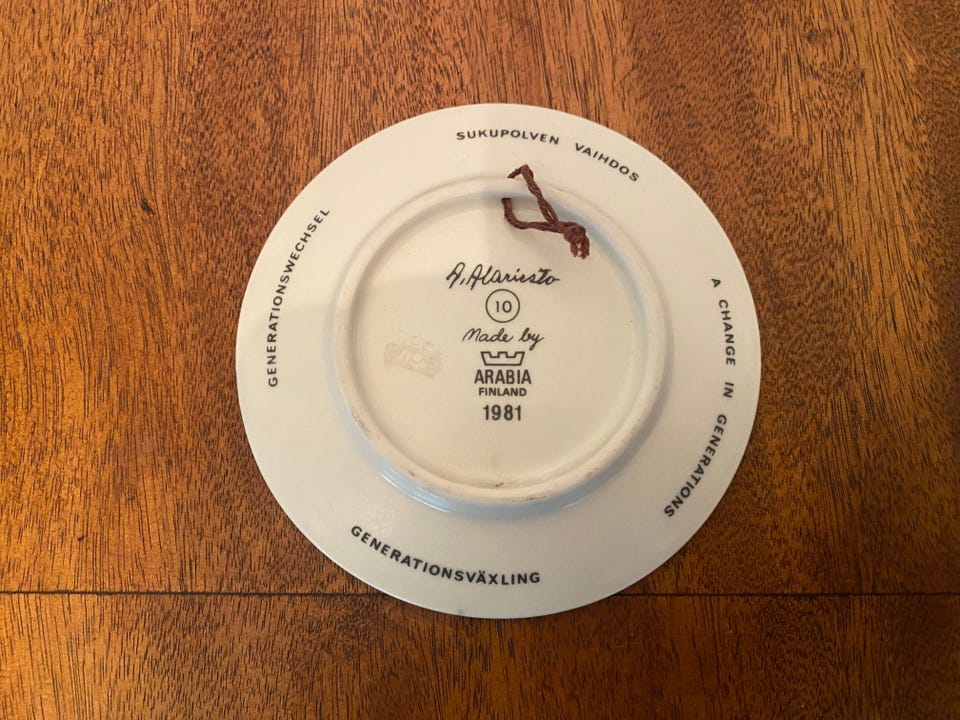 SUKUPOLVEN VAIHDOS
A CHANGE IN GENERATIONS
GENERATIONSVÄXLING
GENERATIONSWECHSEL
A. Alariesto
10
Made by
ARABIA
FINLAND
1981